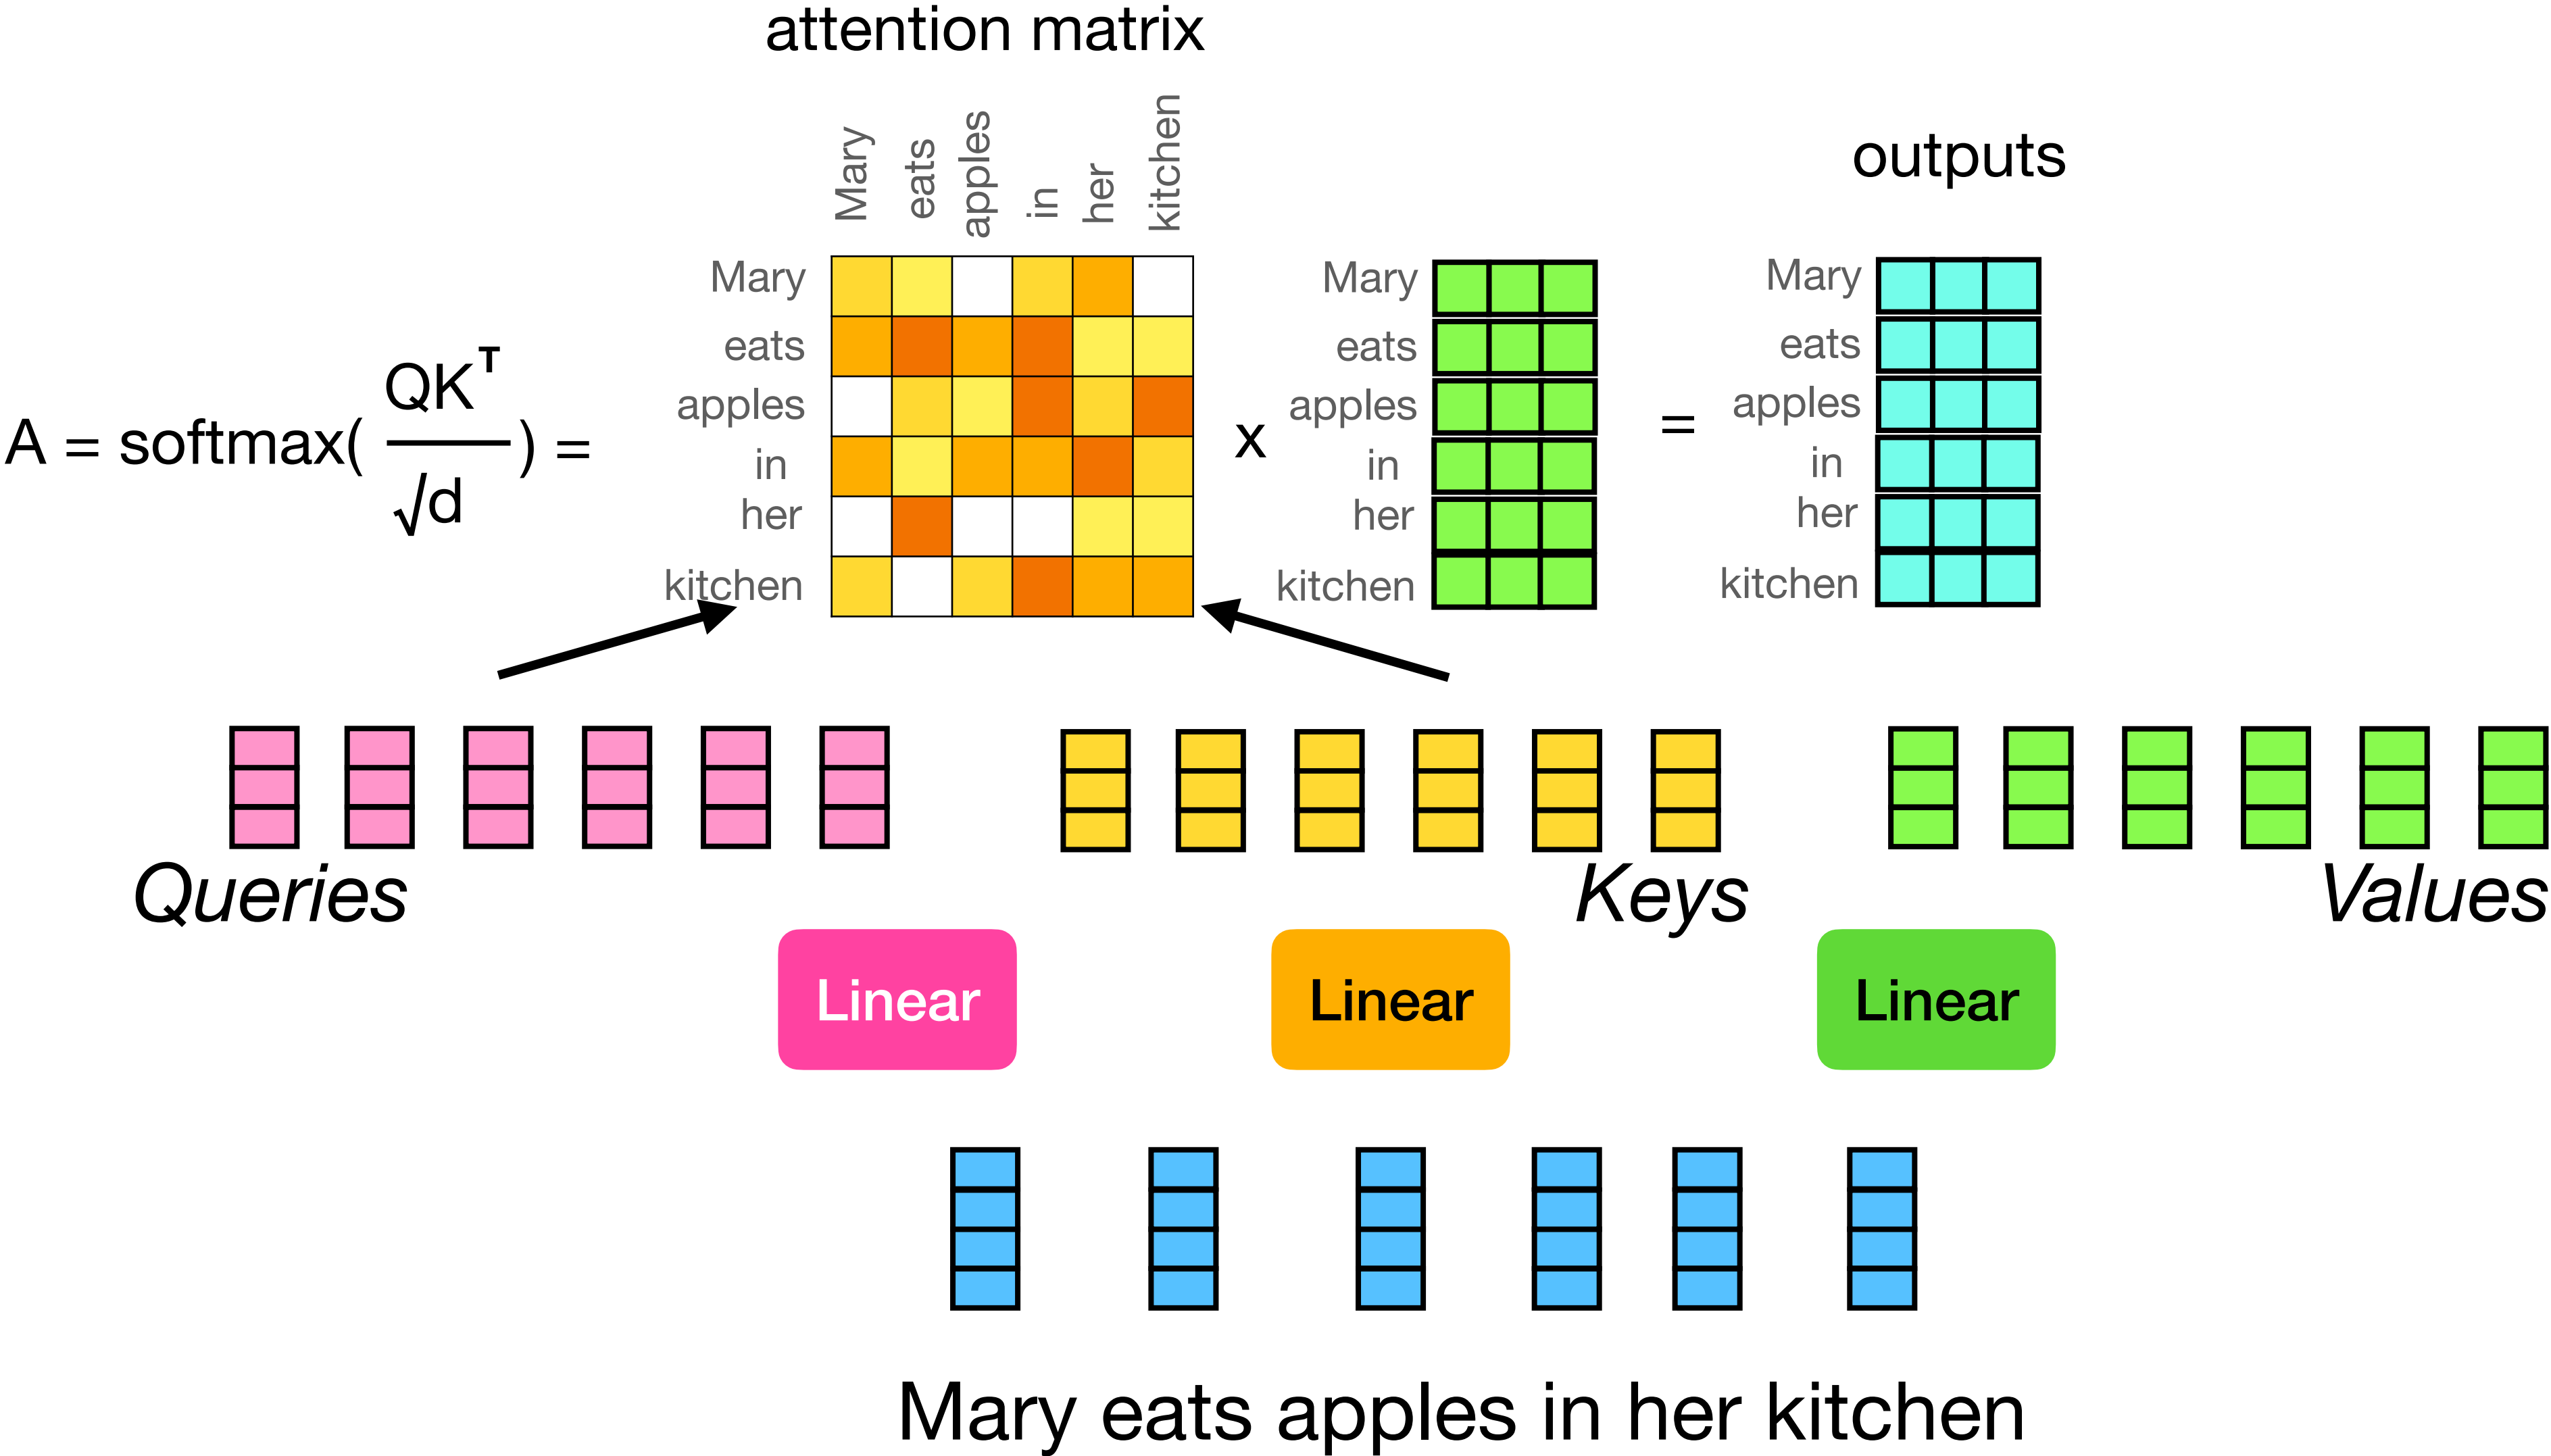 attention matrix
Mary
eats
apples
in
her
kitchen
outputs
Mary
eats
apples
in
her
kitchen
A = softmax( QKᵀ / √d ) =
x
Mary
eats
apples
in
her
kitchen
=
Mary
eats
apples
in
her
kitchen
Queries
Keys
Values
Linear
Linear
Linear
Mary eats apples in her kitchen